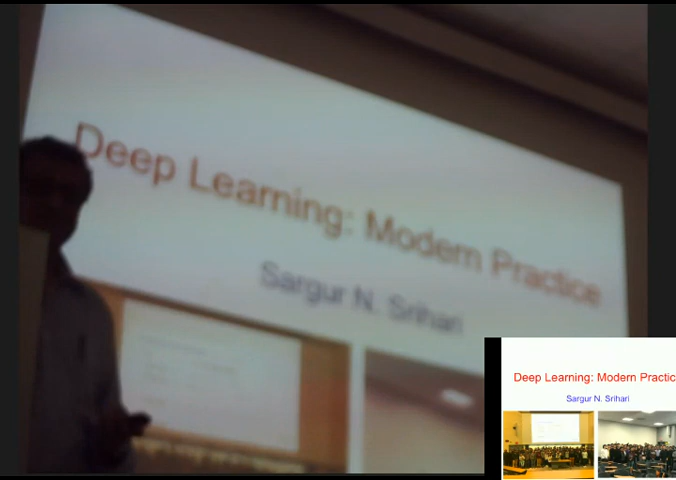 Deep Learning: Modern Practice
Sargur N. Srihari
Deep Learning: Modern Practic
Sargur N. Srihari